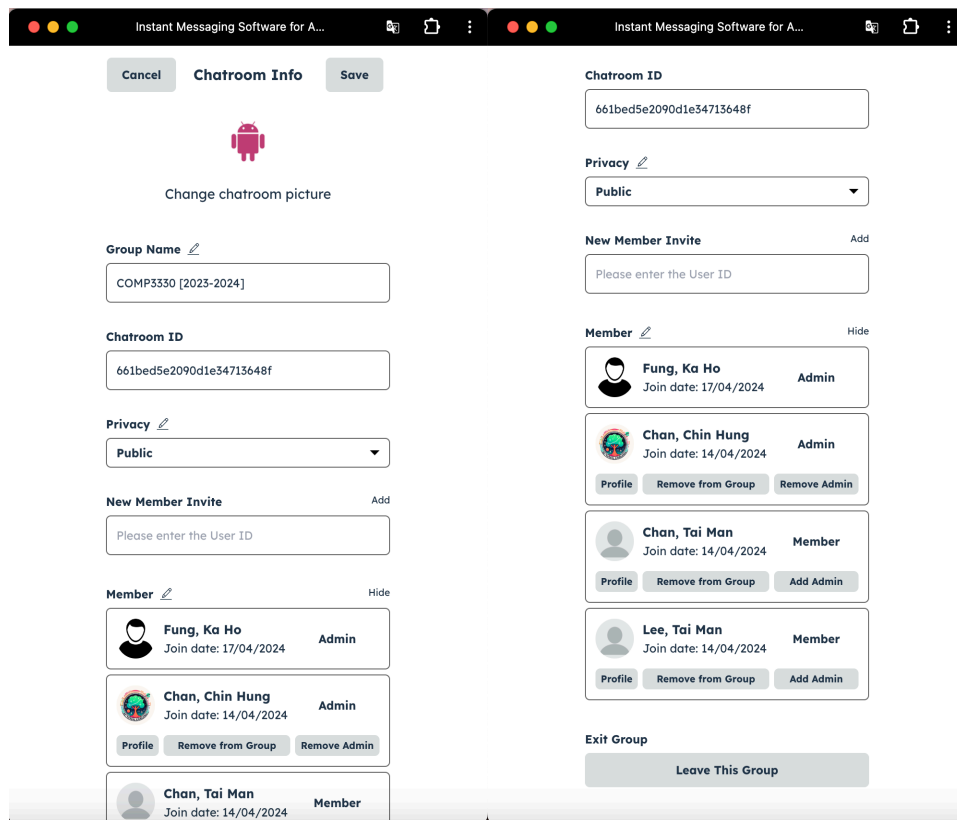 Instant Messaging Software for A...
Cancel
Chatroom Info
Save
Change chatroom picture
Group Name
COMP3330 [2023-2024]
Chatroom ID
661bed5e2090d1e34713648f
Privacy
Public
New Member Invite
Add
Please enter the User ID
Member
Hide
Fung, Ka Ho
Join date: 17/04/2024
Admin
Chan, Chin Hung
Join date: 14/04/2024
Admin
Profile
Remove from Group
Remove Admin
Chan, Tai Man
Join date: 14/04/2024
Member
Instant Messaging Software for A...
Chatroom ID
661bed5e2090d1e34713648f
Privacy
Public
New Member Invite
Add
Please enter the User ID
Member
Hide
Fung, Ka Ho
Join date: 17/04/2024
Admin
Chan, Chin Hung
Join date: 14/04/2024
Admin
Profile
Remove from Group
Remove Admin
Chan, Tai Man
Join date: 14/04/2024
Member
Profile
Remove from Group
Add Admin
Lee, Tai Man
Join date: 14/04/2024
Member
Profile
Remove from Group
Add Admin
Exit Group
Leave This Group